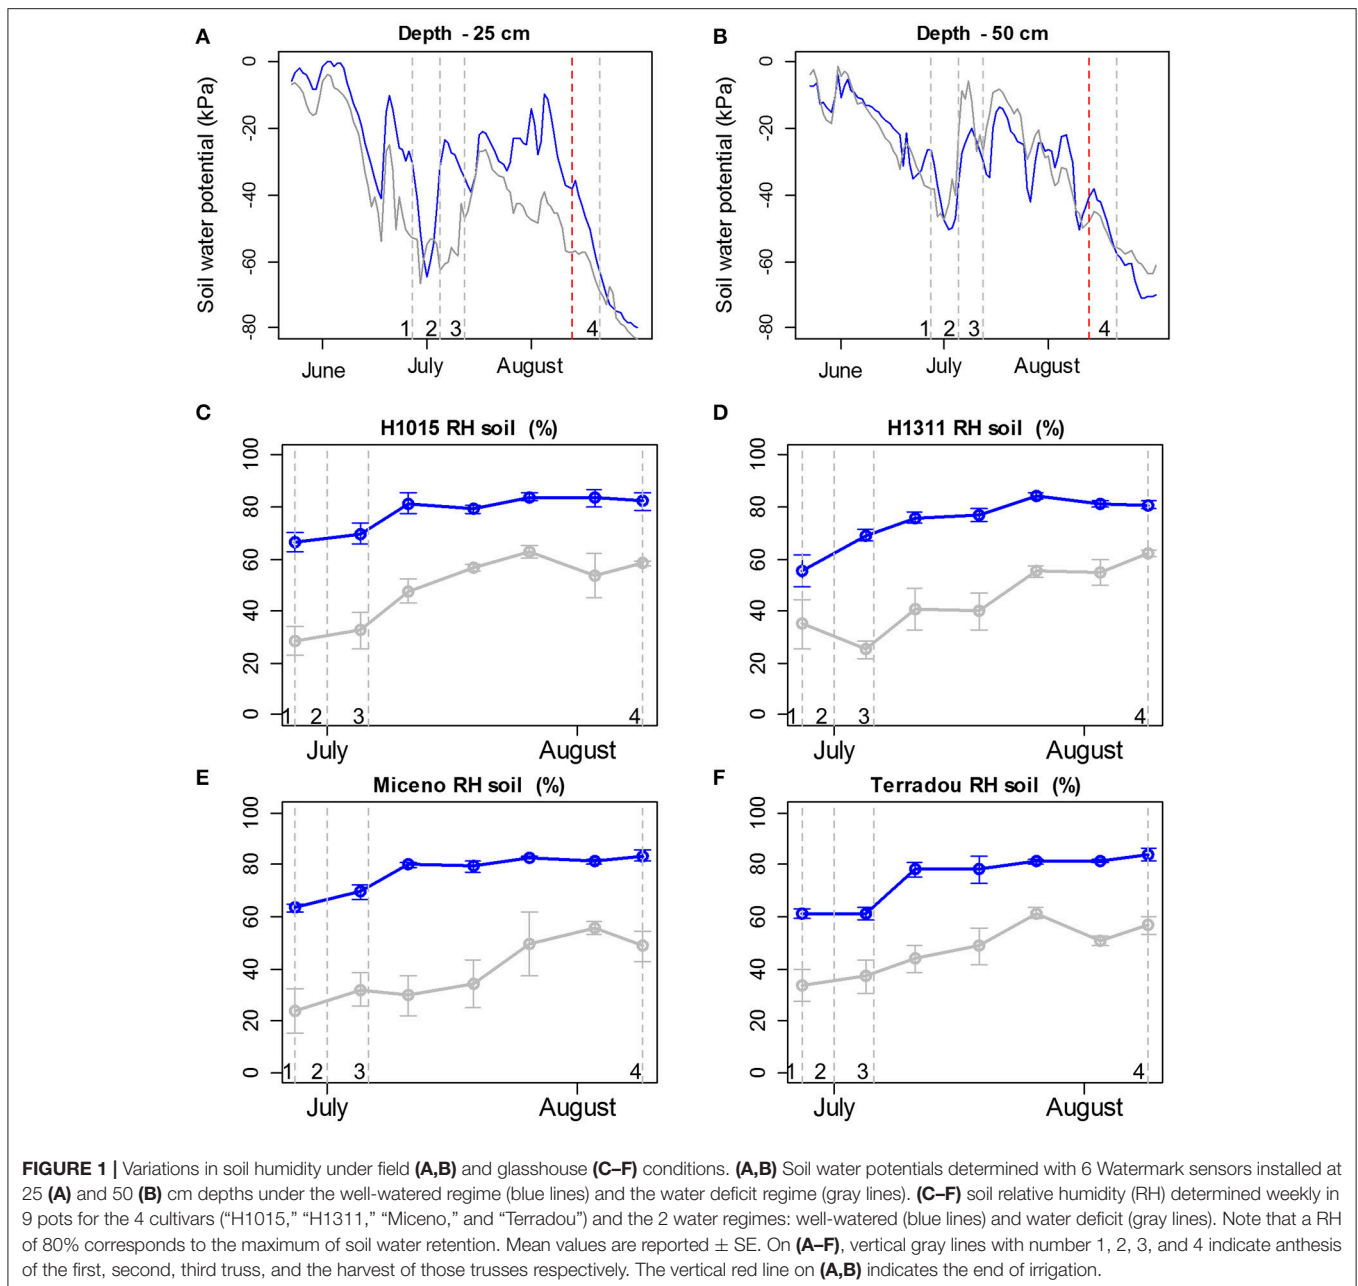 A
Depth - 25 cm
Soil water potential (kPa)
0
-20
-40
-60
-80
1 2 3 4
June July August
B
Depth - 50 cm
Soil water potential (kPa)
0
-20
-40
-60
-80
1 2 3 4
June July August
C
H1015 RH soil (%)
100
80
60
40
20
0
1 2 3 4
July August
D
H1311 RH soil (%)
100
80
60
40
20
0
1 2 3 4
July August
E
Miceno RH soil (%)
100
80
60
40
20
0
1 2 3 4
July August
F
Terradou RH soil (%)
100
80
60
40
20
0
1 2 3 4
July August
FIGURE 1 | Variations in soil humidity under field (A,B) and glasshouse (C–F) conditions. (A,B) Soil water potentials determined with 6 Watermark sensors installed at
25 (A) and 50 (B) cm depths under the well-watered regime (blue lines) and the water deficit regime (gray lines). (C–F) soil relative humidity (RH) determined weekly in
9 pots for the 4 cultivars (“H1015,” “H1311,” “Miceno,” and “Terradou”) and the 2 water regimes: well-watered (blue lines) and water deficit (gray lines). Note that a RH
of 80% corresponds to the maximum of soil water retention. Mean values are reported ± SE. On (A–F), vertical gray lines with number 1, 2, 3, and 4 indicate anthesis
of the first, second, third truss, and the harvest of those trusses respectively. The vertical red line on (A,B) indicates the end of irrigation.